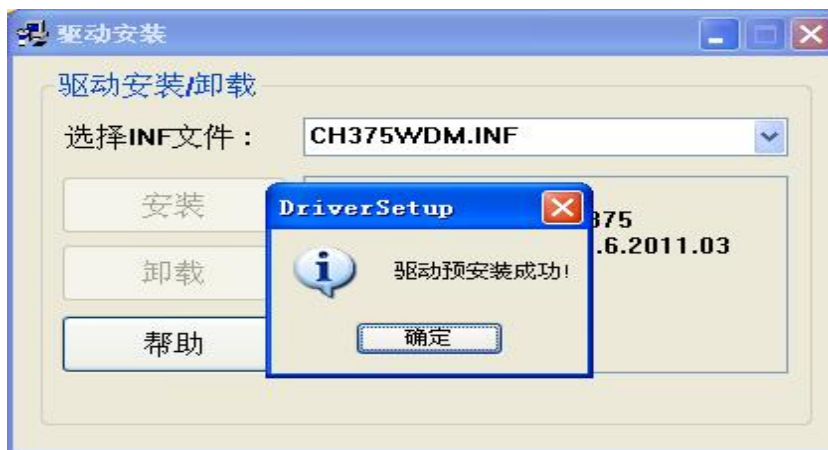 驱动安装
驱动安装/卸载
选择INF文件：
CH375WDM.INF
安装
卸载
帮助
375
.6.2011.03
DriverSetup
驱动预安装成功!
确定